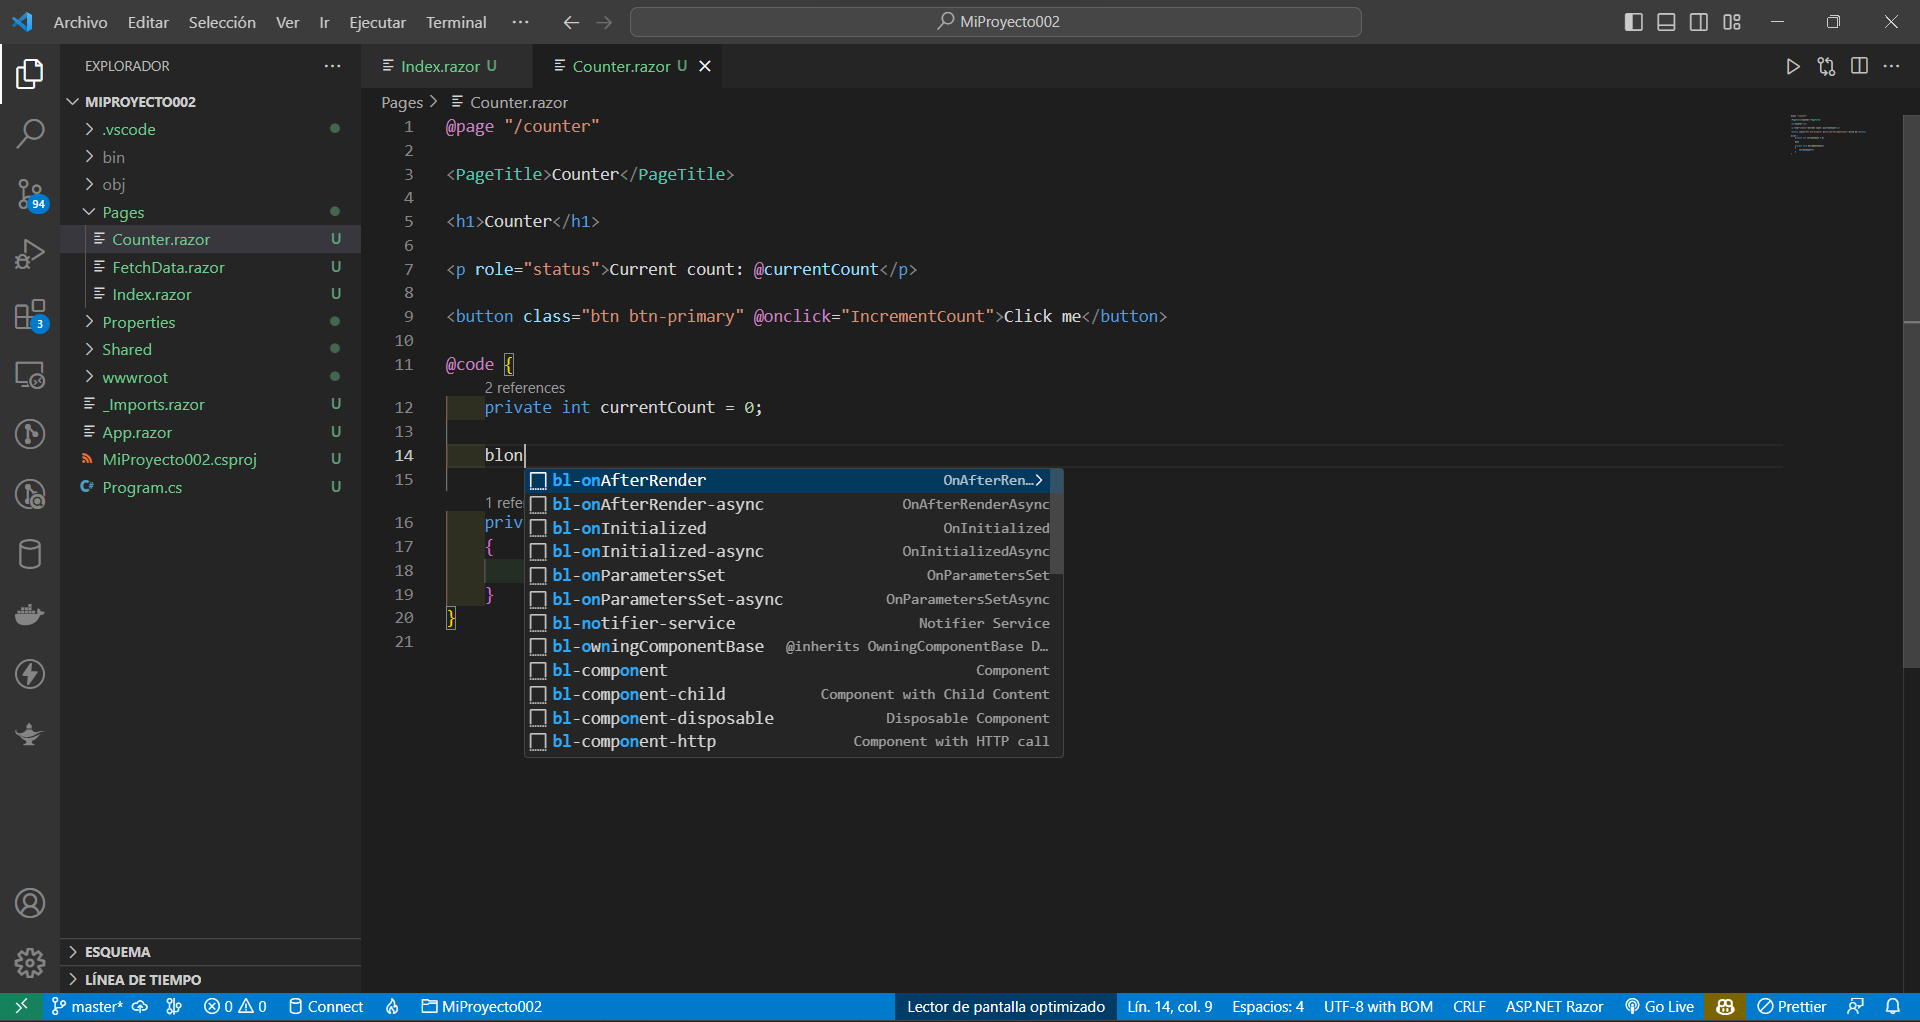 Archivo Editar Selección Ver Ir Ejecutar Terminal ··· MiProyecto002
EXPLORADOR ···
MIPROYECTO002
.vscode
bin
obj
Pages
Counter.razor U
FetchData.razor U
Index.razor U
Properties
Shared
wwwroot
_Imports.razor U
App.razor U
MiProyecto002.csproj U
Program.cs U
94
3
ESQUEMA
LÍNEA DE TIEMPO
Index.razor U Counter.razor U
Pages > Counter.razor
1 @page "/counter"
2
3 <PageTitle>Counter</PageTitle>
4
5 <h1>Counter</h1>
6
7 <p role="status">Current count: @currentCount</p>
8
9 <button class="btn btn-primary" @onclick="IncrementCount">Click me</button>
10
11 @code {
2 references
12 private int currentCount = 0;
13
14 blon
15
1 refe
16 priv
17 {
18
19 }
20 }
21
bl-onAfterRender OnAfterRen…
bl-onAfterRender-async OnAfterRenderAsync
bl-onInitialized OnInitialized
bl-onInitialized-async OnInitializedAsync
bl-onParametersSet OnParametersSet
bl-onParametersSet-async OnParametersSetAsync
bl-notifier-service Notifier Service
bl-owningComponentBase @inherits OwningComponentBase D…
bl-component Component
bl-component-child Component with Child Content
bl-component-disposable Disposable Component
bl-component-http Component with HTTP call
master* 0 0 Connect MiProyecto002 Lector de pantalla optimizado Lín. 14, col. 9 Espacios: 4 UTF-8 with BOM CRLF ASP.NET Razor Go Live Prettier